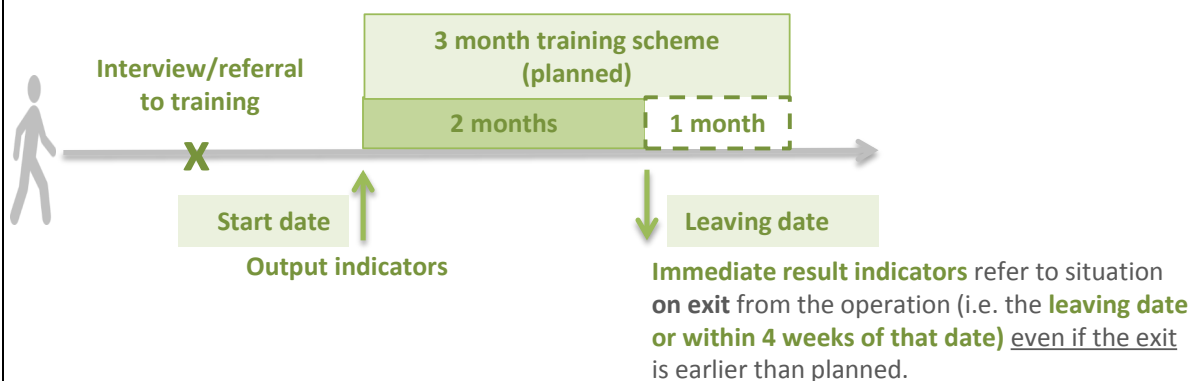 3 month training scheme
(planned)
Interview/referral
to training
2 months
1 month
X
Start date
Leaving date
Output indicators
Immediate result indicators refer to situation
on exit from the operation (i.e. the leaving date
or within 4 weeks of that date) even if the exit
is earlier than planned.